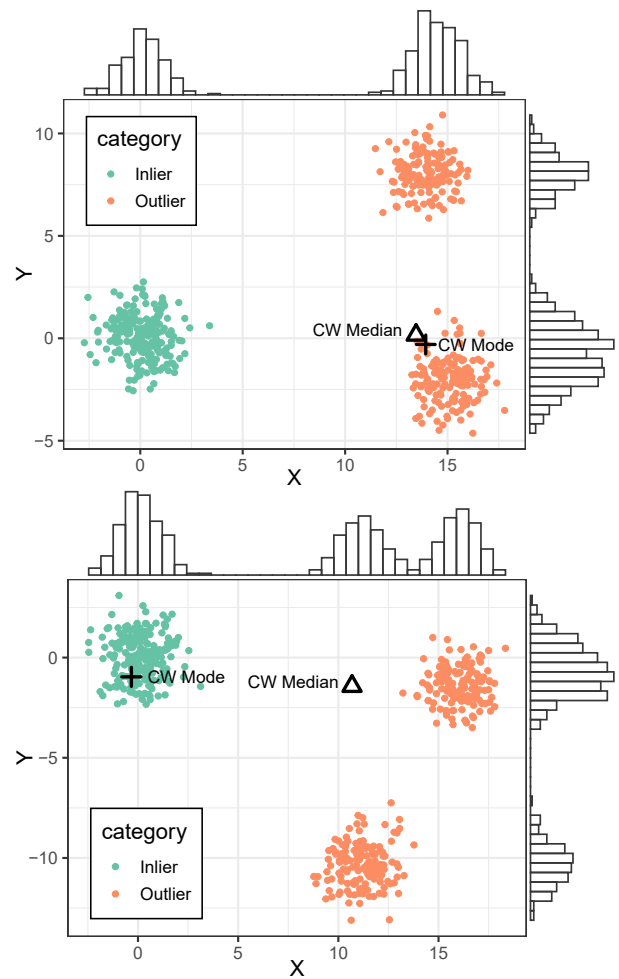 category
Inlier
Outlier
10
5
0
−5
Y
CW Median
CW Mode
0 5 10 15
X
category
Inlier
Outlier
0
−5
−10
Y
CW Mode
CW Median
0 5 10 15
X